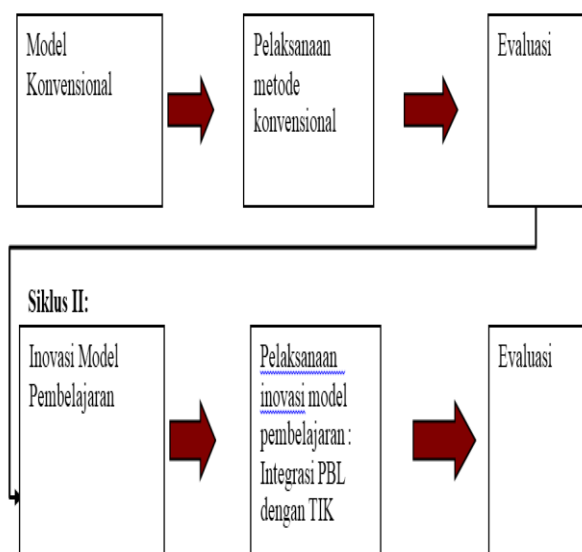 Model
Konvensional
Pelaksanaan
metode
konvensional
Evaluasi
Siklus II:
Inovasi Model
Pembelajaran
Pelaksanaan
inovasi model
pembelajaran :
Integrasi PBL
dengan TIK
Evaluasi